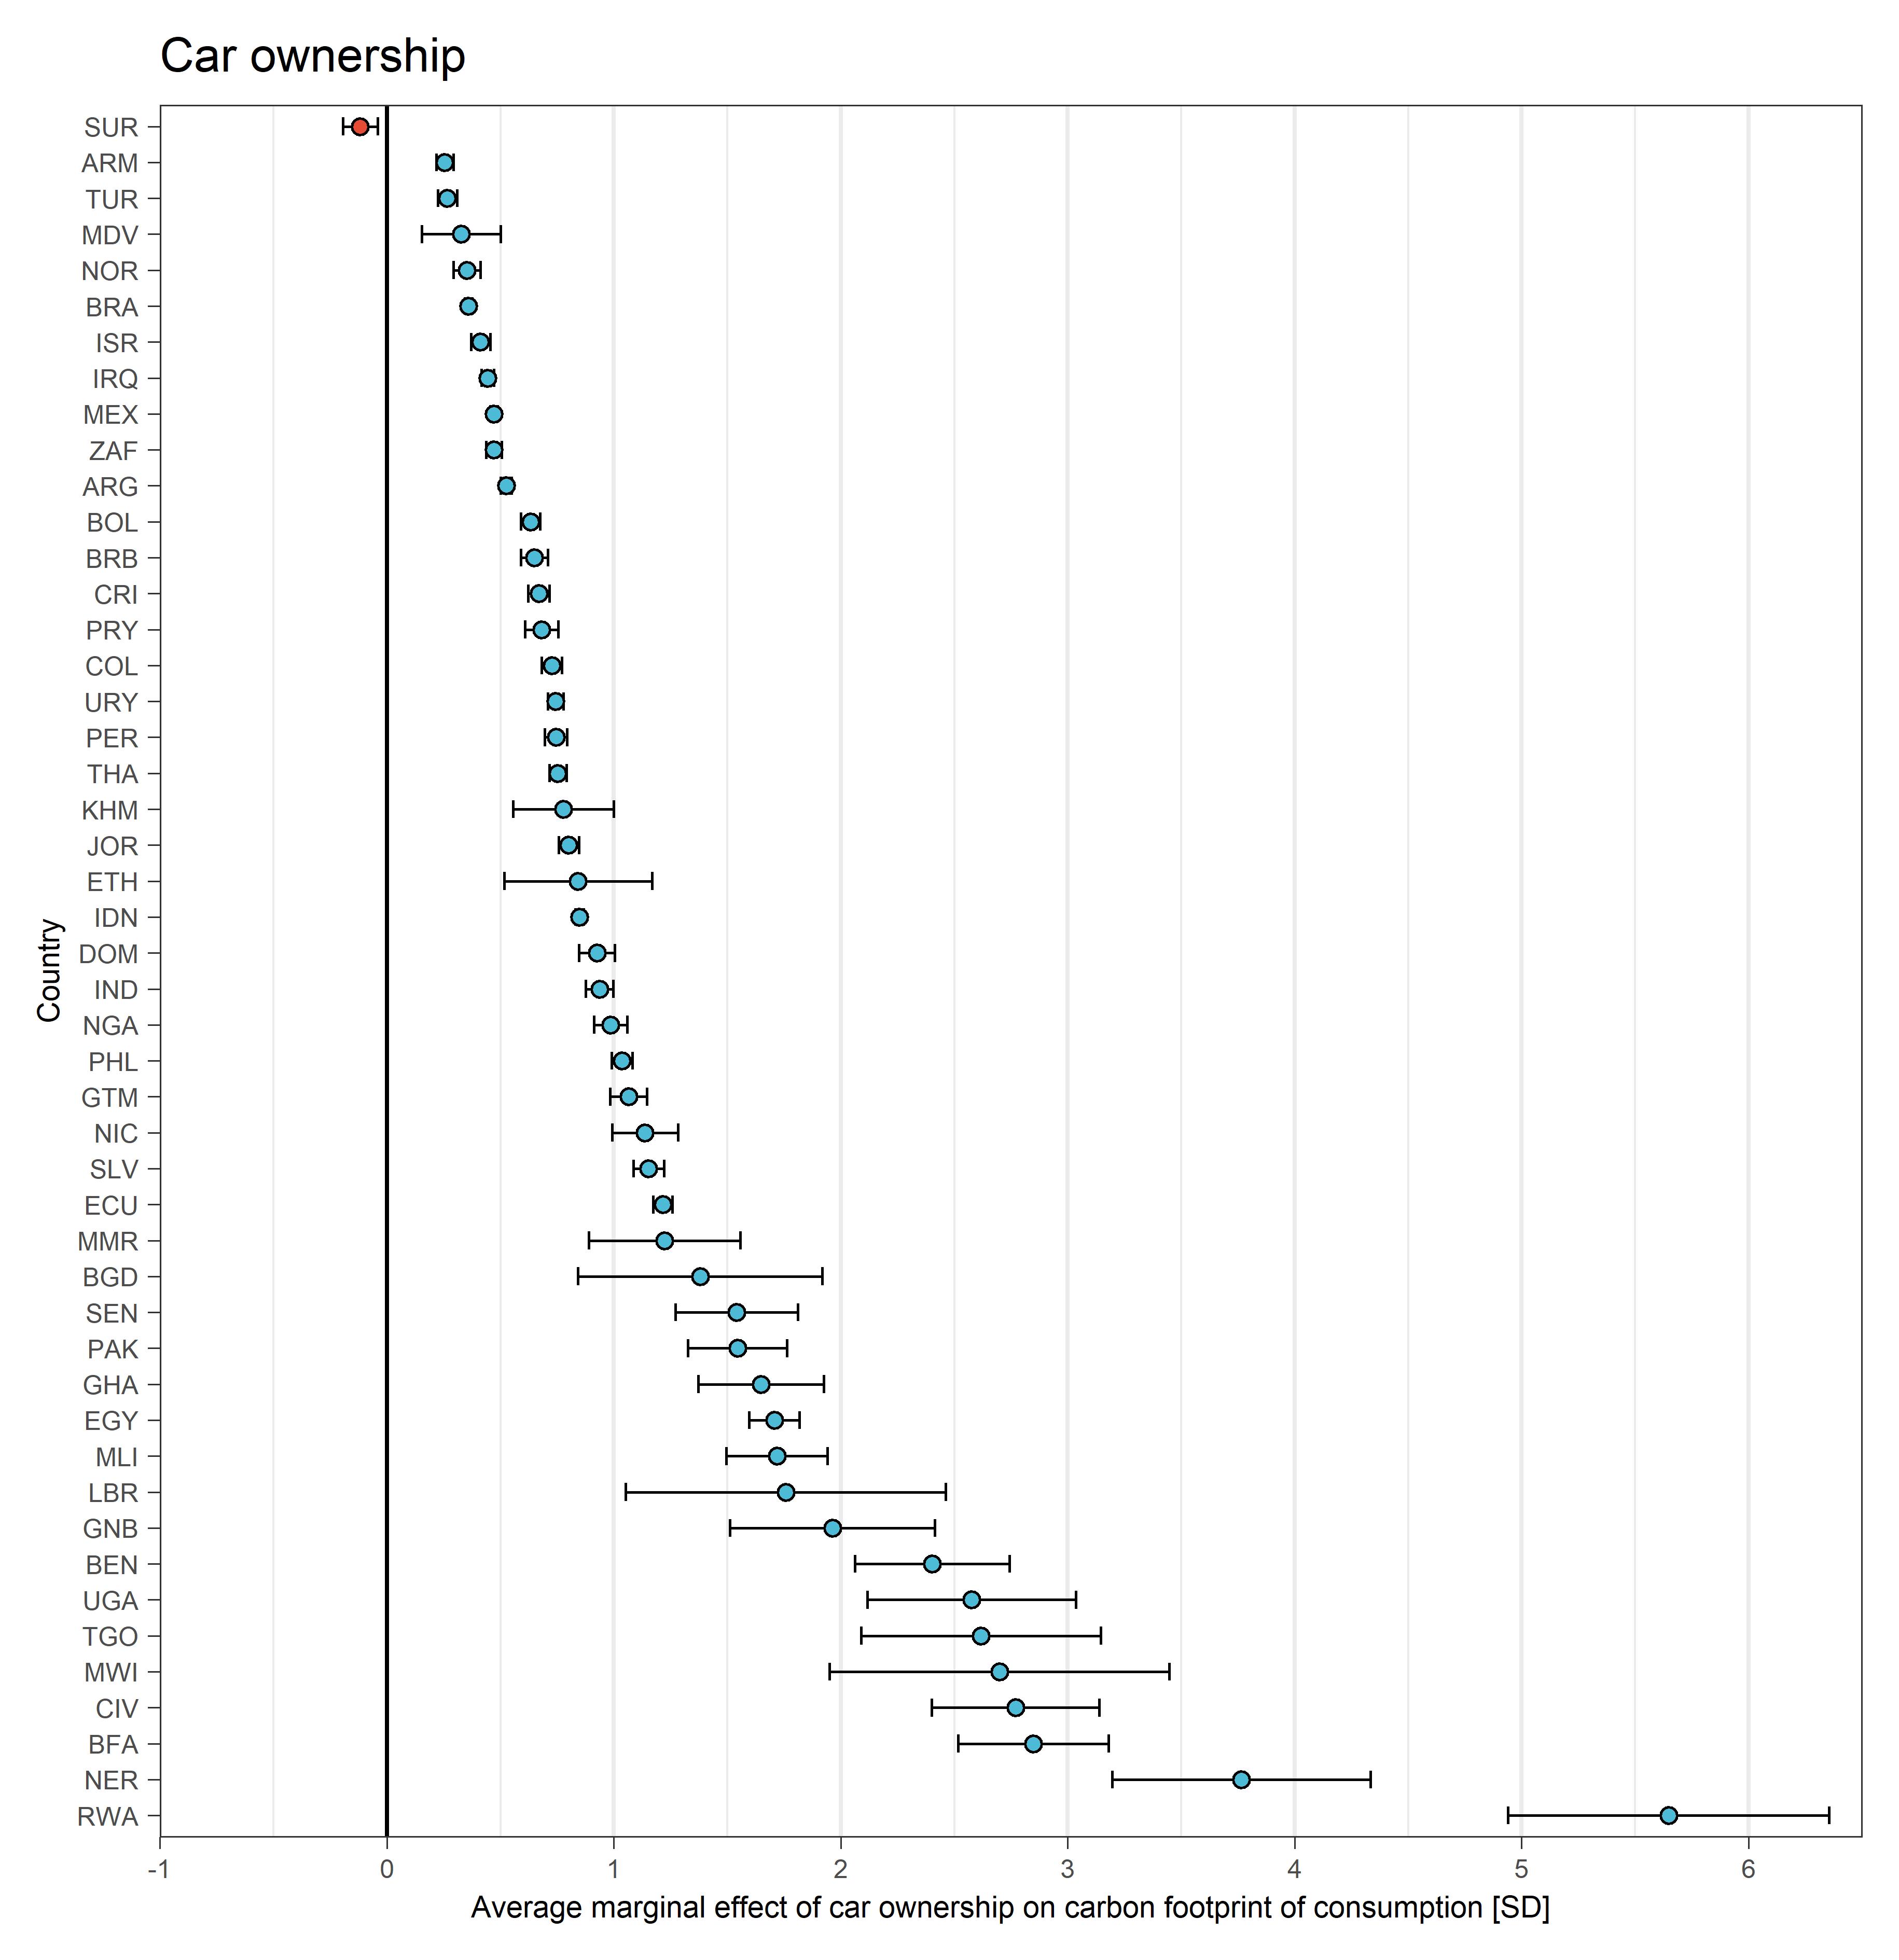 Car ownership
SUR
ARM
TUR
MDV
NOR
BRA
ISR
IRQ
MEX
ZAF
ARG
BOL
BRB
CRI
PRY
COL
URY
PER
THA
KHM
JOR
ETH
IDN
DOM
IND
NGA
PHL
GTM
NIC
SLV
ECU
MMR
BGD
SEN
PAK
GHA
EGY
MLI
LBR
GNB
BEN
UGA
TGO
MWI
CIV
BFA
NER
RWA
Country
-1 0 1 2 3 4 5 6
Average marginal effect of car ownership on carbon footprint of consumption [SD]